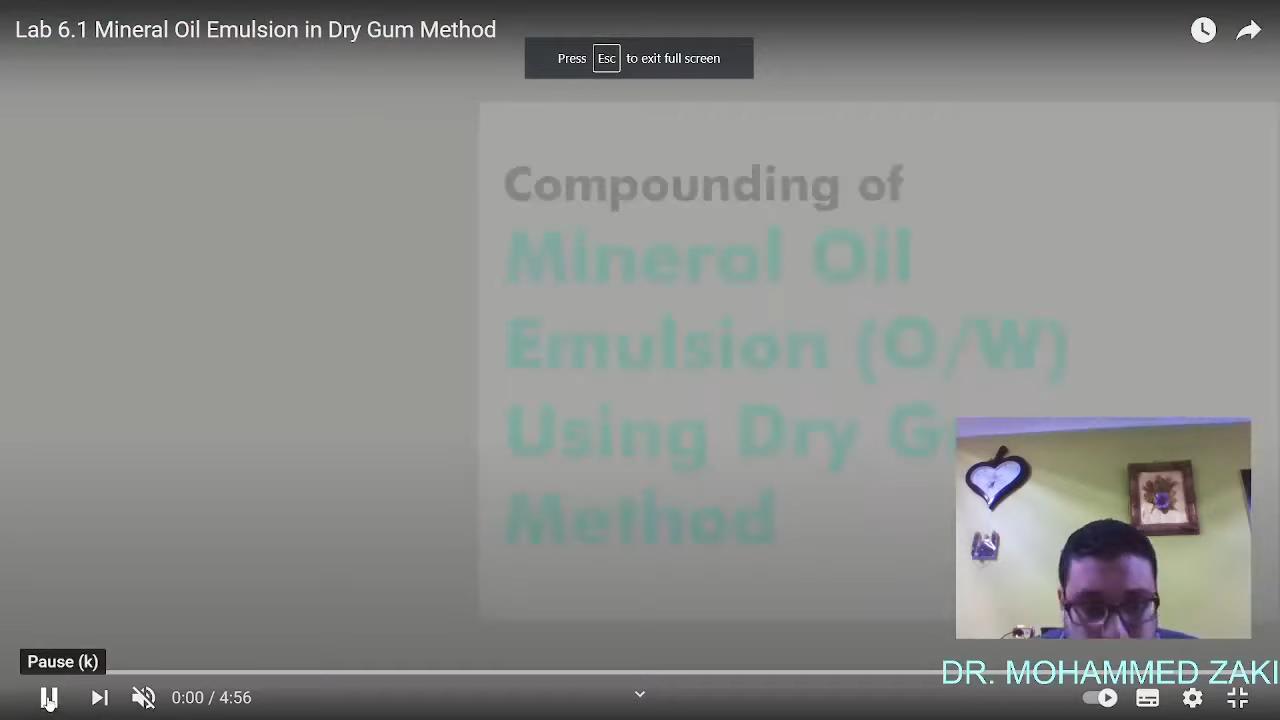 Lab 6.1 Mineral Oil Emulsion in Dry Gum Method
Press Esc to exit full screen
Compounding of
Mineral Oil
Emulsion (O/W)
Using Dry
Method
Pause (k)
0:00 / 4:56
DR. MOHAMMED ZAKI